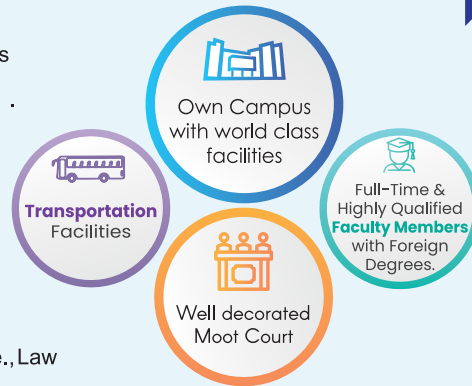 s
.
Own Campus
with world class
facilities
Transportation
Facilities
Full-Time &
Highly Qualified
Faculty Members
with Foreign
Degrees.
Well decorated
Moot Court
e., Law